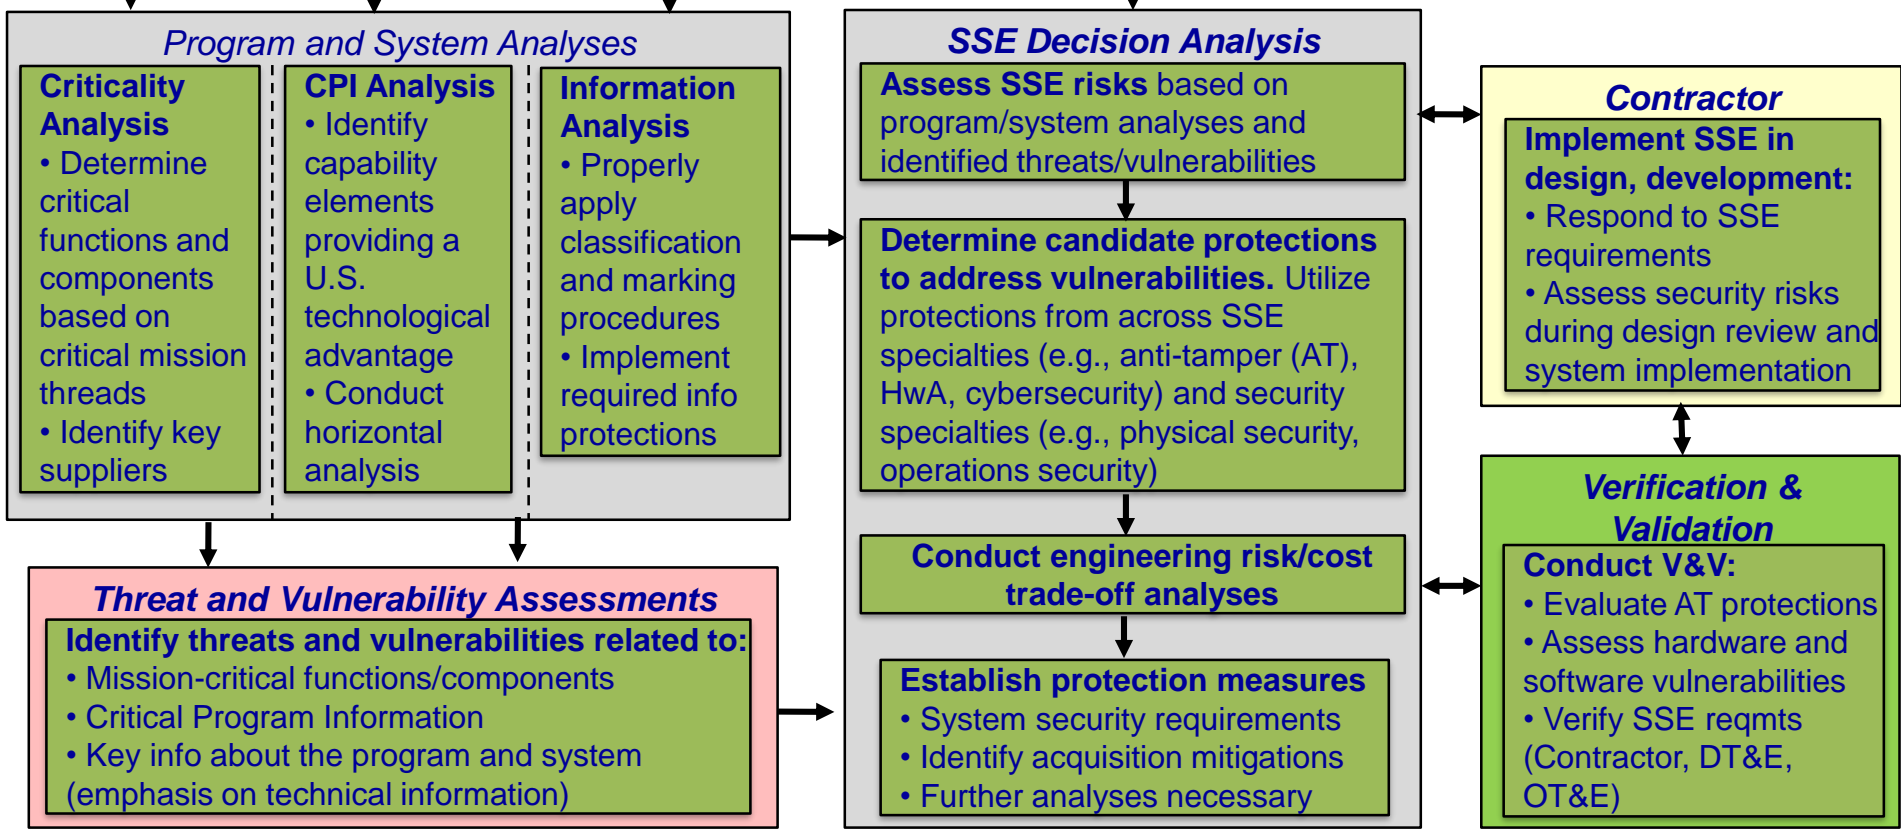 Program and System Analyses
Criticality
Analysis
• Determine
critical
functions and
components
based on
critical mission
threads
• Identify key
suppliers
CPI Analysis
• Identify
capability
elements
providing a
U.S.
technological
advantage
• Conduct
horizontal
analysis
Information
Analysis
• Properly
apply
classification
and marking
procedures
• Implement
required info
protections
Threat and Vulnerability Assessments
Identify threats and vulnerabilities related to:
• Mission-critical functions/components
• Critical Program Information
• Key info about the program and system
(emphasis on technical information)
SSE Decision Analysis
Assess SSE risks based on
program/system analyses and
identified threats/vulnerabilities
Determine candidate protections
to address vulnerabilities. Utilize
protections from across SSE
specialties (e.g., anti-tamper (AT),
HwA, cybersecurity) and security
specialties (e.g., physical security,
operations security)
Conduct engineering risk/cost
trade-off analyses
Establish protection measures
• System security requirements
• Identify acquisition mitigations
• Further analyses necessary
Contractor
Implement SSE in
design, development:
• Respond to SSE
requirements
• Assess security risks
during design review and
system implementation
Verification &
Validation
Conduct V&V:
• Evaluate AT protections
• Assess hardware and
software vulnerabilities
• Verify SSE reqmts
(Contractor, DT&E,
OT&E)